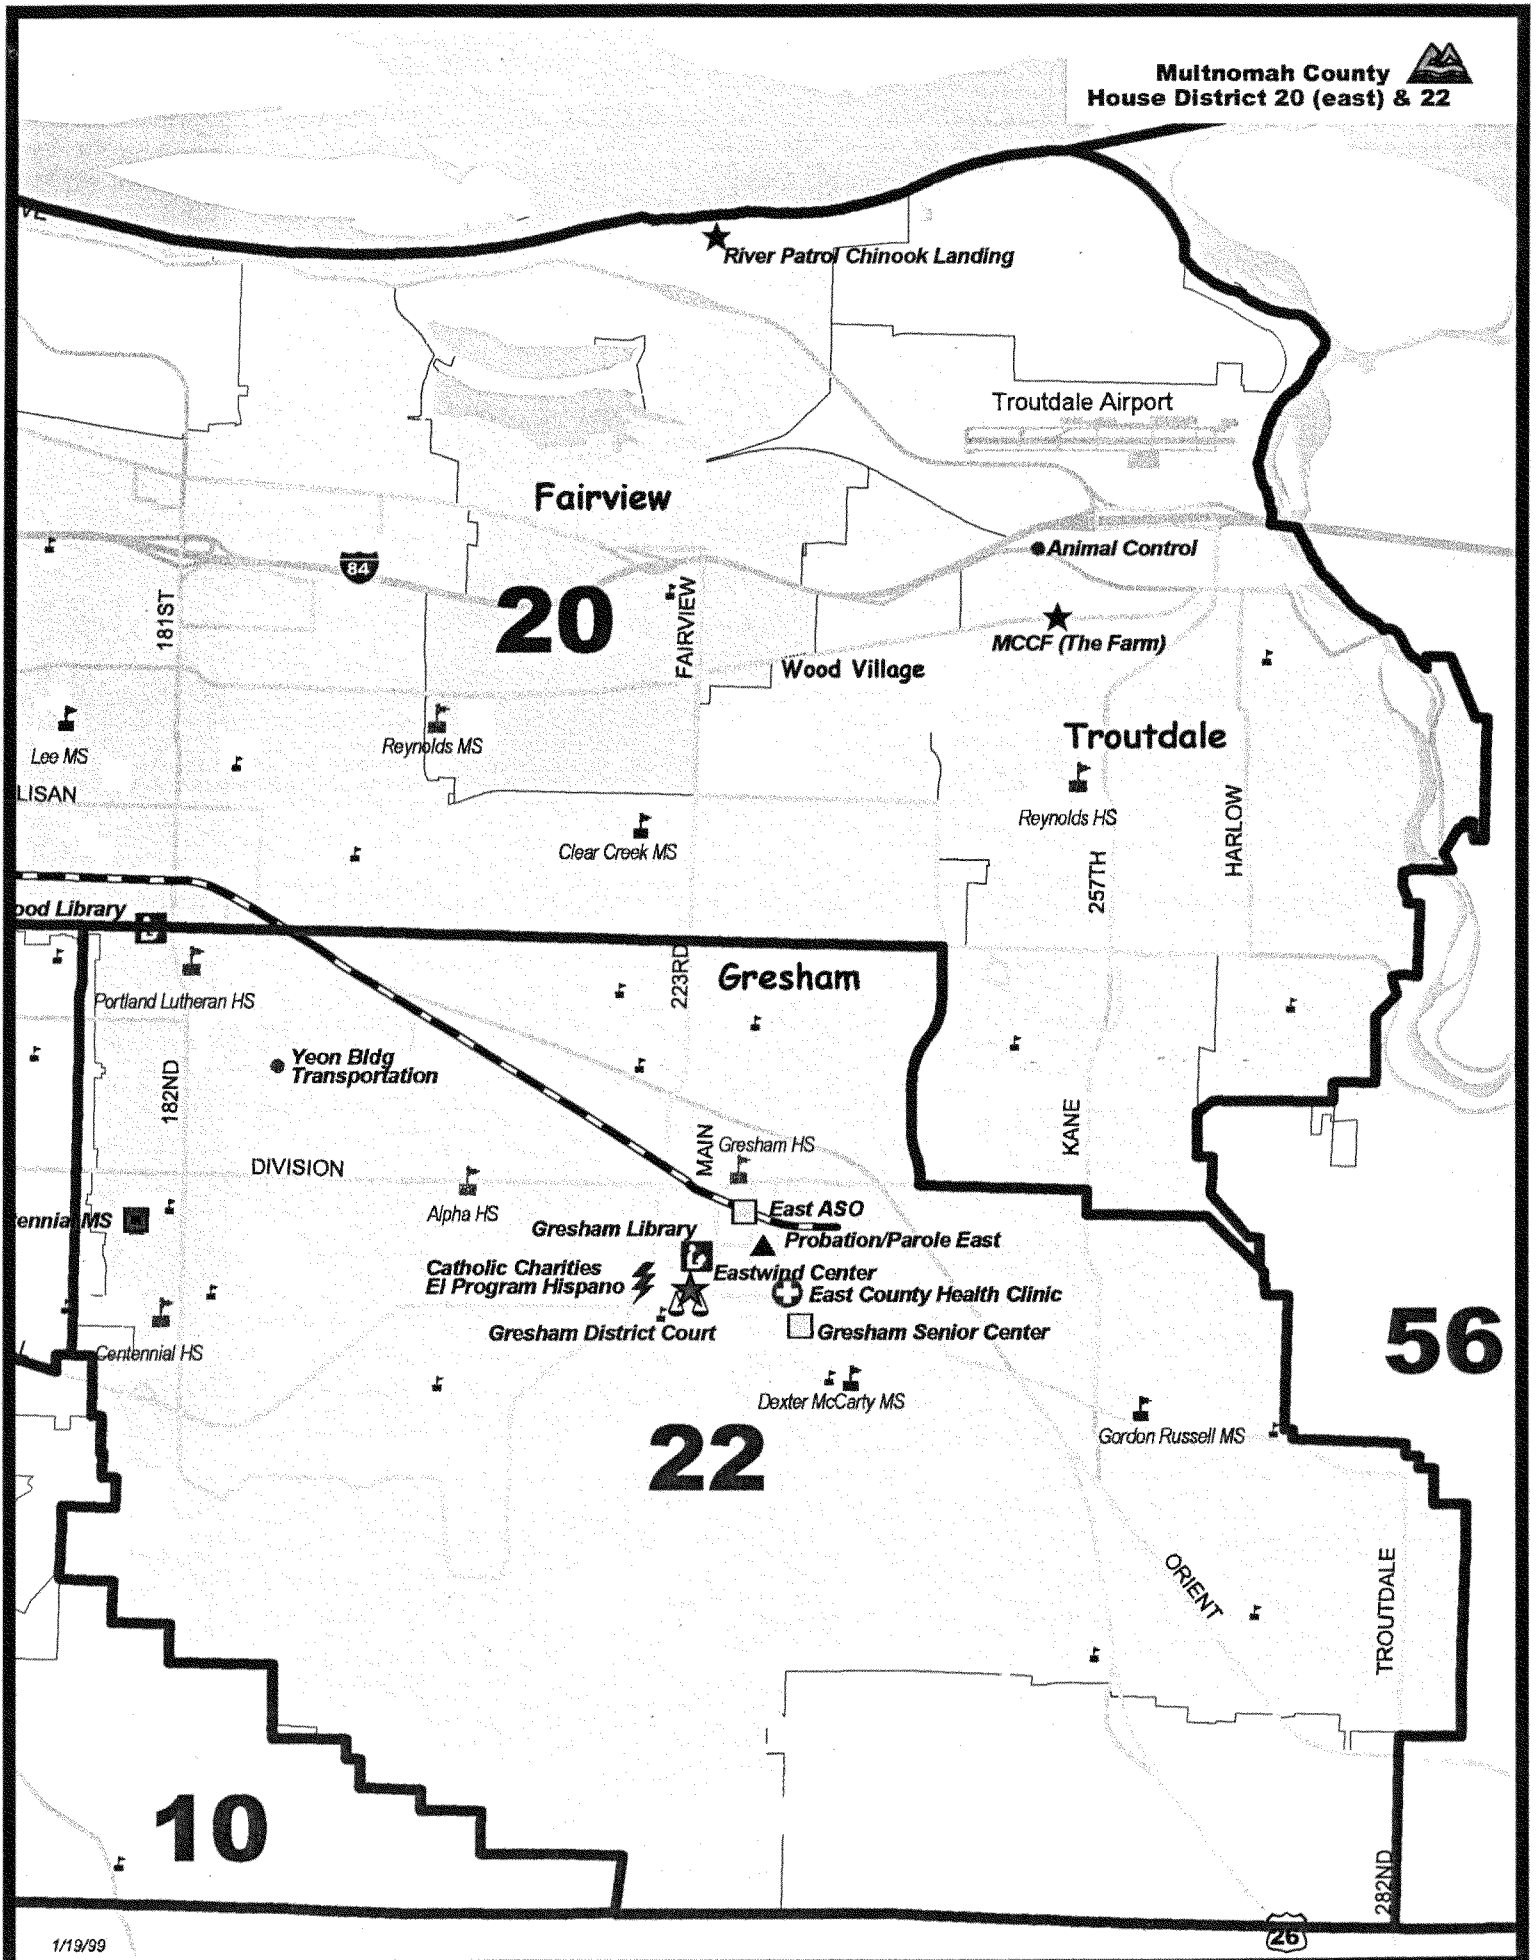 Multnomah County
House District 20 (east) & 22
River Patrol Chinook Landing
Troutdale Airport
Fairview
Animal Control
84
20
181ST
FAIRVIEW
MCCF (The Farm)
Wood Village
Troutdale
Lee MS
Reynolds MS
LISAN
Reynolds HS
HARLOW
Clear Creek MS
257TH
ood Library
223RD
Gresham
Portland Lutheran HS
Yeon Bldg
Transportation
182ND
KANE
MAIN
Gresham HS
DIVISION
Alpha HS
East ASO
ennial MS
Gresham Library
Probation/Parole East
Catholic Charities
El Program Hispano
Eastwind Center
East County Health Clinic
Gresham District Court
Gresham Senior Center
56
Centennial HS
Dexter McCarty MS
Gordon Russell MS
22
ORIENT
TROUTDALE
10
282ND
26
1/19/99